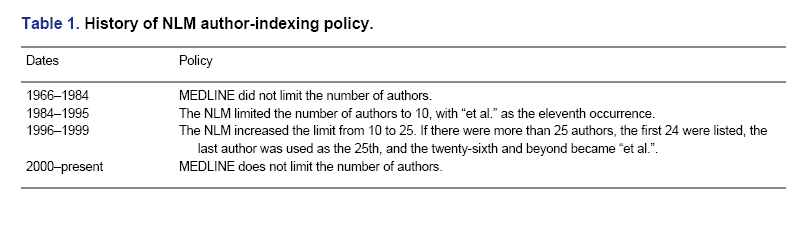 Table 1. History of NLM author-indexing policy.
Dates Policy
1966–1984 MEDLINE did not limit the number of authors.
1984–1995 The NLM limited the number of authors to 10, with “et al.” as the eleventh occurrence.
1996–1999 The NLM increased the limit from 10 to 25. If there were more than 25 authors, the first 24 were listed, the
last author was used as the 25th, and the twenty-sixth and beyond became “et al.”.
2000–present MEDLINE does not limit the number of authors.